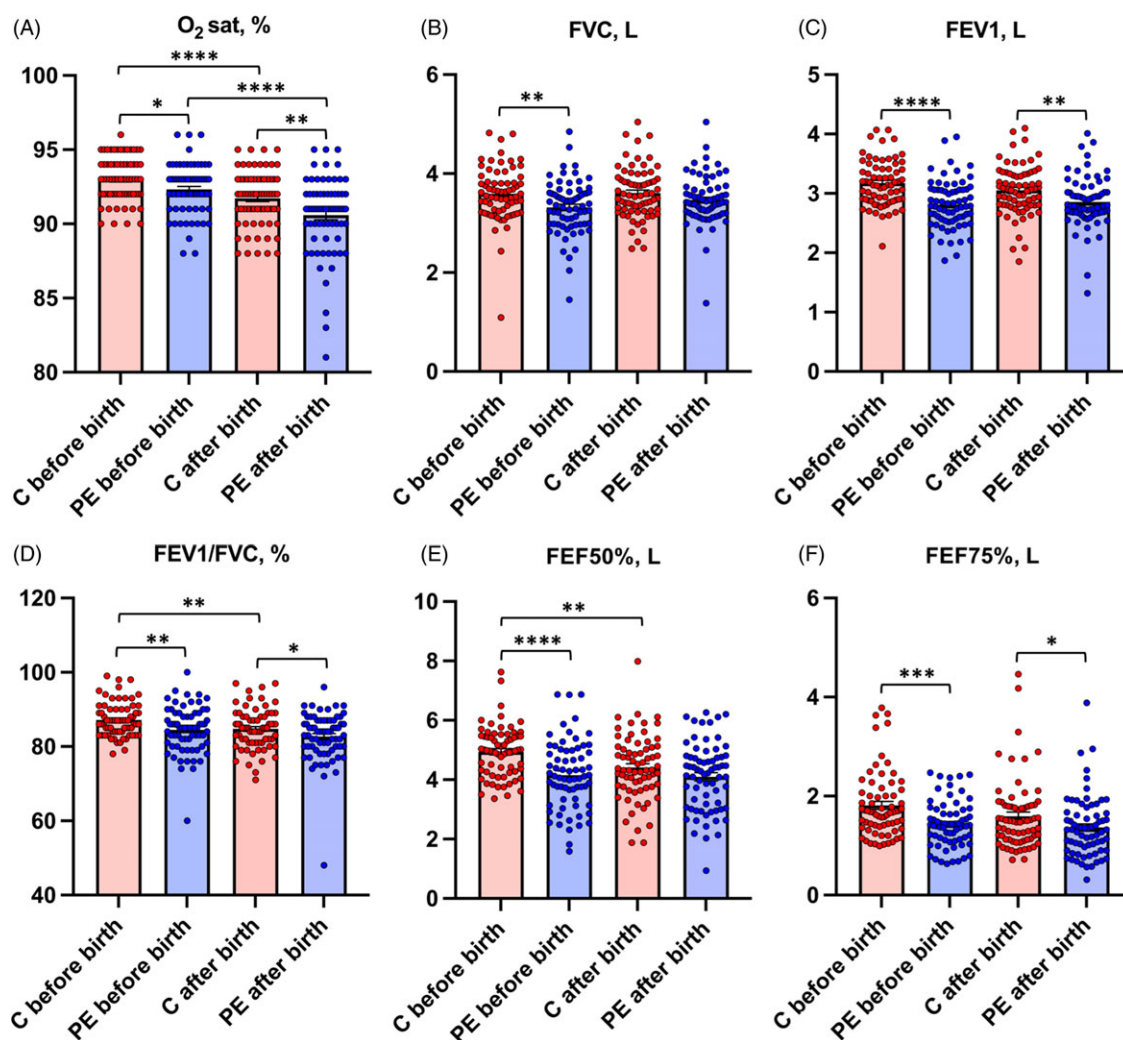 (A)
O₂ sat, %
****
*
****
**
100
95
90
85
80
C before birth
PE before birth
C after birth
PE after birth
(B)
FVC, L
**
6
4
2
0
C before birth
PE before birth
C after birth
PE after birth
(C)
FEV1, L
****
**
5
4
3
2
1
0
C before birth
PE before birth
C after birth
PE after birth
(D)
FEV1/FVC, %
**
**
*
120
100
80
60
40
C before birth
PE before birth
C after birth
PE after birth
(E)
FEF50%, L
**
****
10
8
6
4
2
0
C before birth
PE before birth
C after birth
PE after birth
(F)
FEF75%, L
***
*
6
4
2
0
C before birth
PE before birth
C after birth
PE after birth